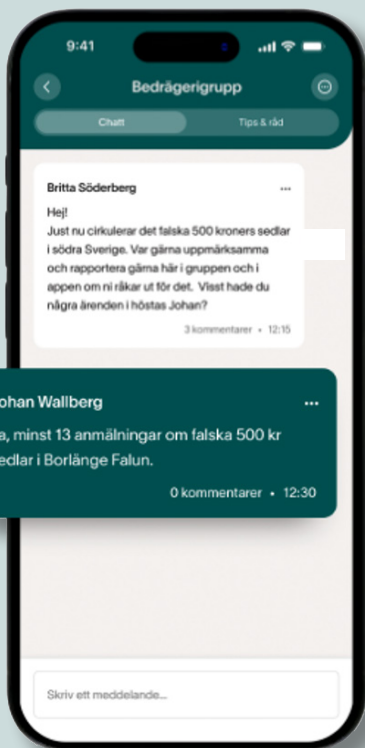 9:41
Bedrägerigrupp
Chatt
Tips & råd
Britta Söderberg
Hej!
Just nu cirkulerar det falska 500 kroners sedlar
i södra Sverige. Var gärna uppmärksamma
och rapportera gärna här i gruppen och i
appen om ni råkar ut för det. Visst hade du
några ärenden i höstas Johan?
3 kommentarer • 12:15
ohan Wallberg
a, minst 13 anmälningar om falska 500 kr
edlar i Borlänge Falun.
0 kommentarer • 12:30
Skriv ett meddelande...